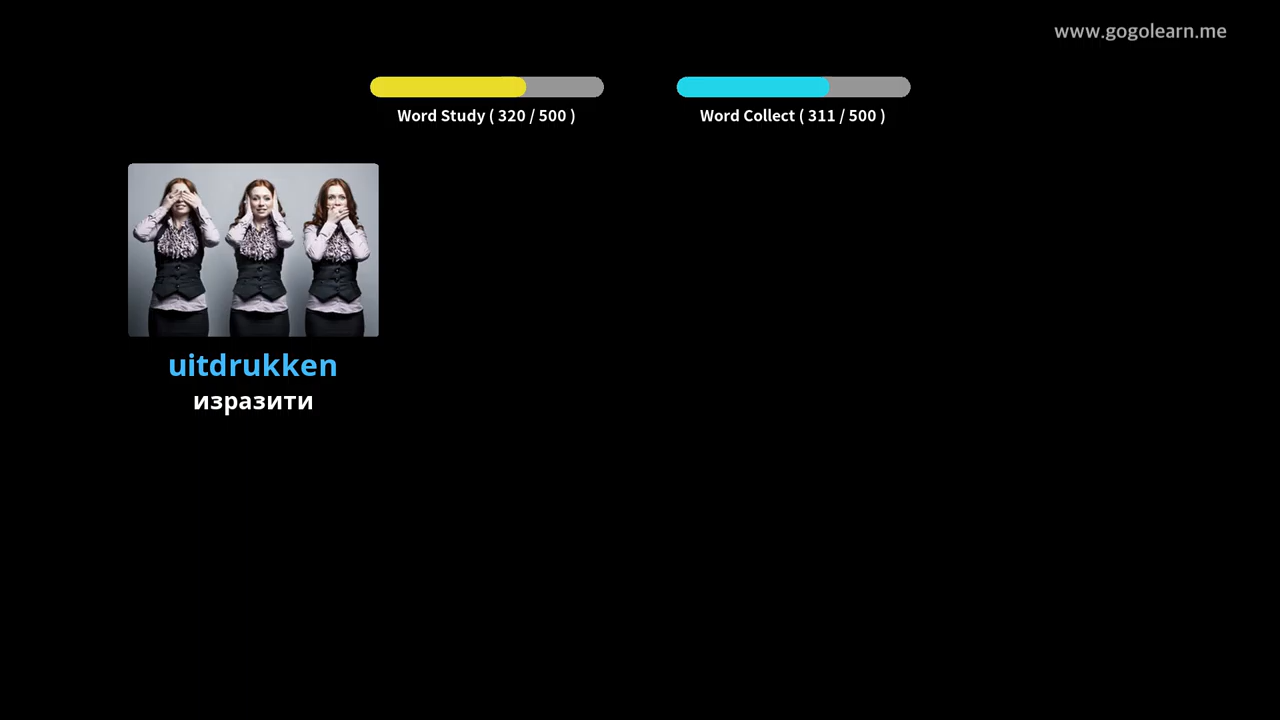 www.gogolearn.me
Word Study ( 320 / 500 )
Word Collect ( 311 / 500 )
uitdrukken
изразити